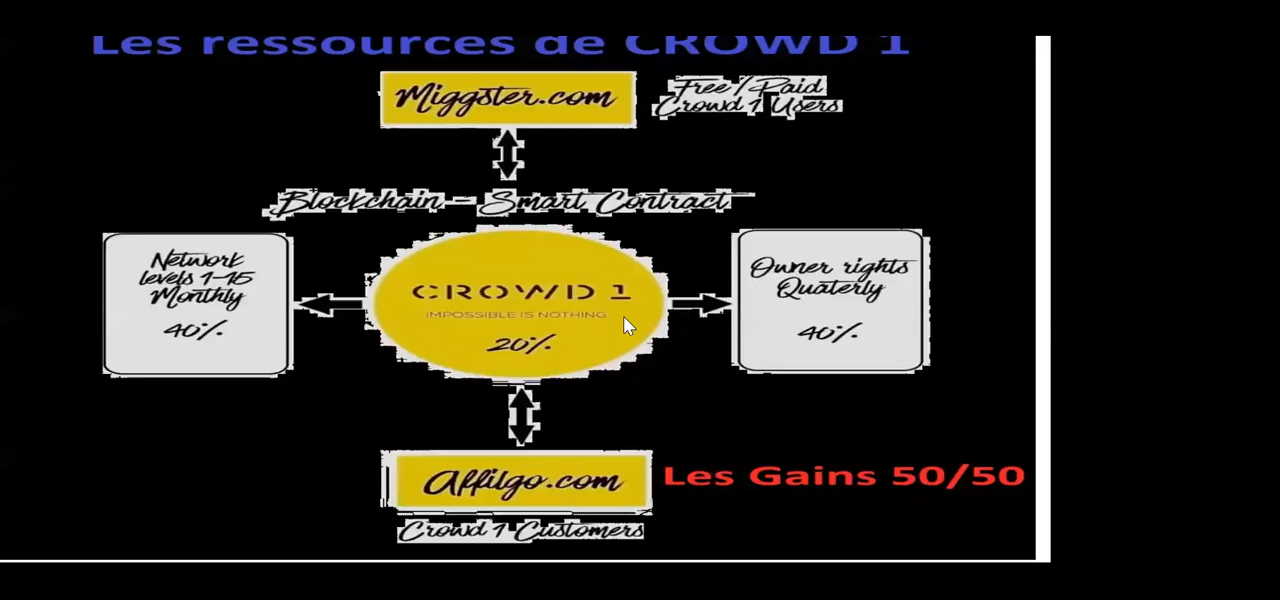 Les ressources de CROWD 1
Miggster.com
Free / Paid
Crowd 1 Users
Blockchain - Smart Contract
Network
levels 1-15
Monthly
40%
CROWD 1
IMPOSSIBLE IS NOTHING
20%
Owner rights
Quaterly
40%
Affilgo.com
Les Gains 50/50
Crowd 1 Customers